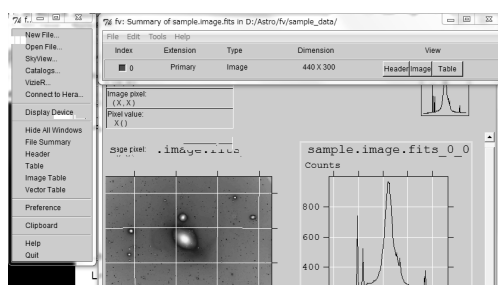 f..
New File...
Open File...
SkyView...
Catalogs...
VizieR...
Connect to Hera...
Display Device
Hide All Windows
File Summary
Header
Table
Image Table
Vector Table
Preference
Clipboard
Help
Quit
fv: Summary of sample.image.fits in D:/Astro/fv/sample_data/
File Edit Tools Help
Index Extension Type Dimension View
0 Primary Image 440 X 300 Header Image Table
Image pixel:
(X, X)
Pixel value:
X ()
sample.image.fits_0_0
Counts
800
600
400